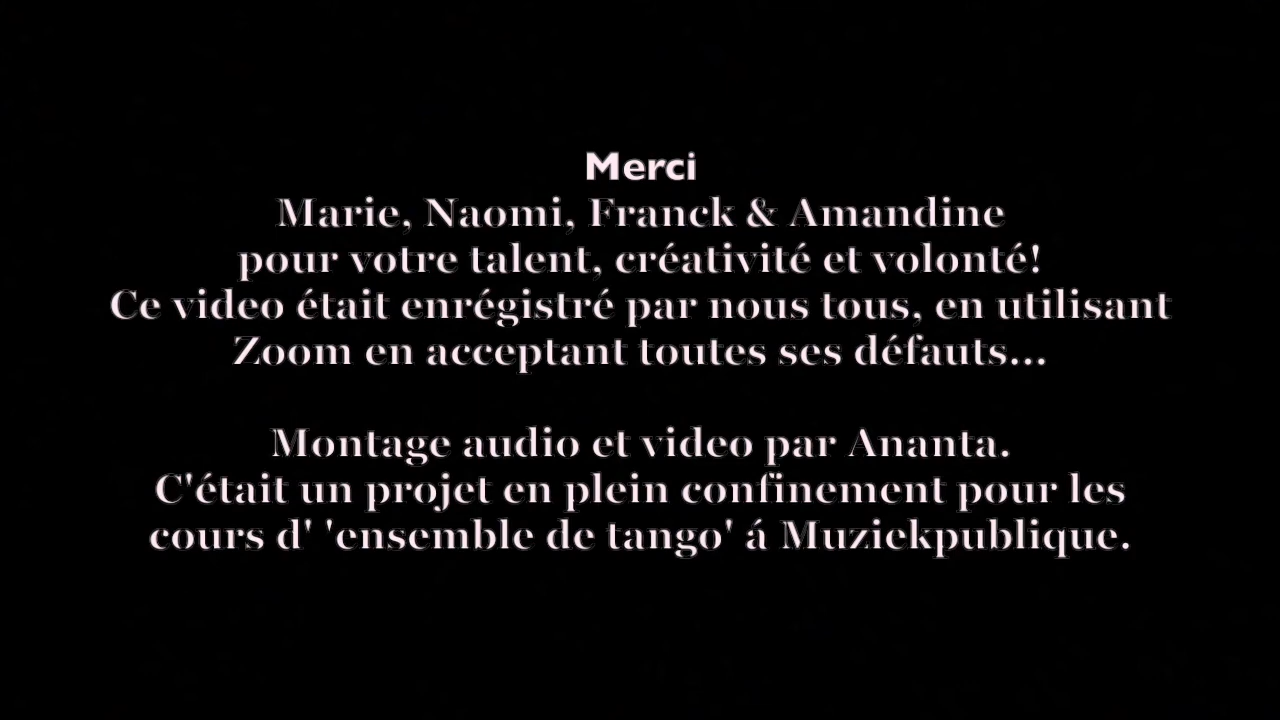 Merci
Marie, Naomi, Franck & Amandine
pour votre talent, créativité et volonté!
Ce video était enrégistré par nous tous, en utilisant
Zoom en acceptant toutes ses défauts...
Montage audio et video par Ananta.
C'était un projet en plein confinement pour les
cours d' 'ensemble de tango' á Muziekpublique.